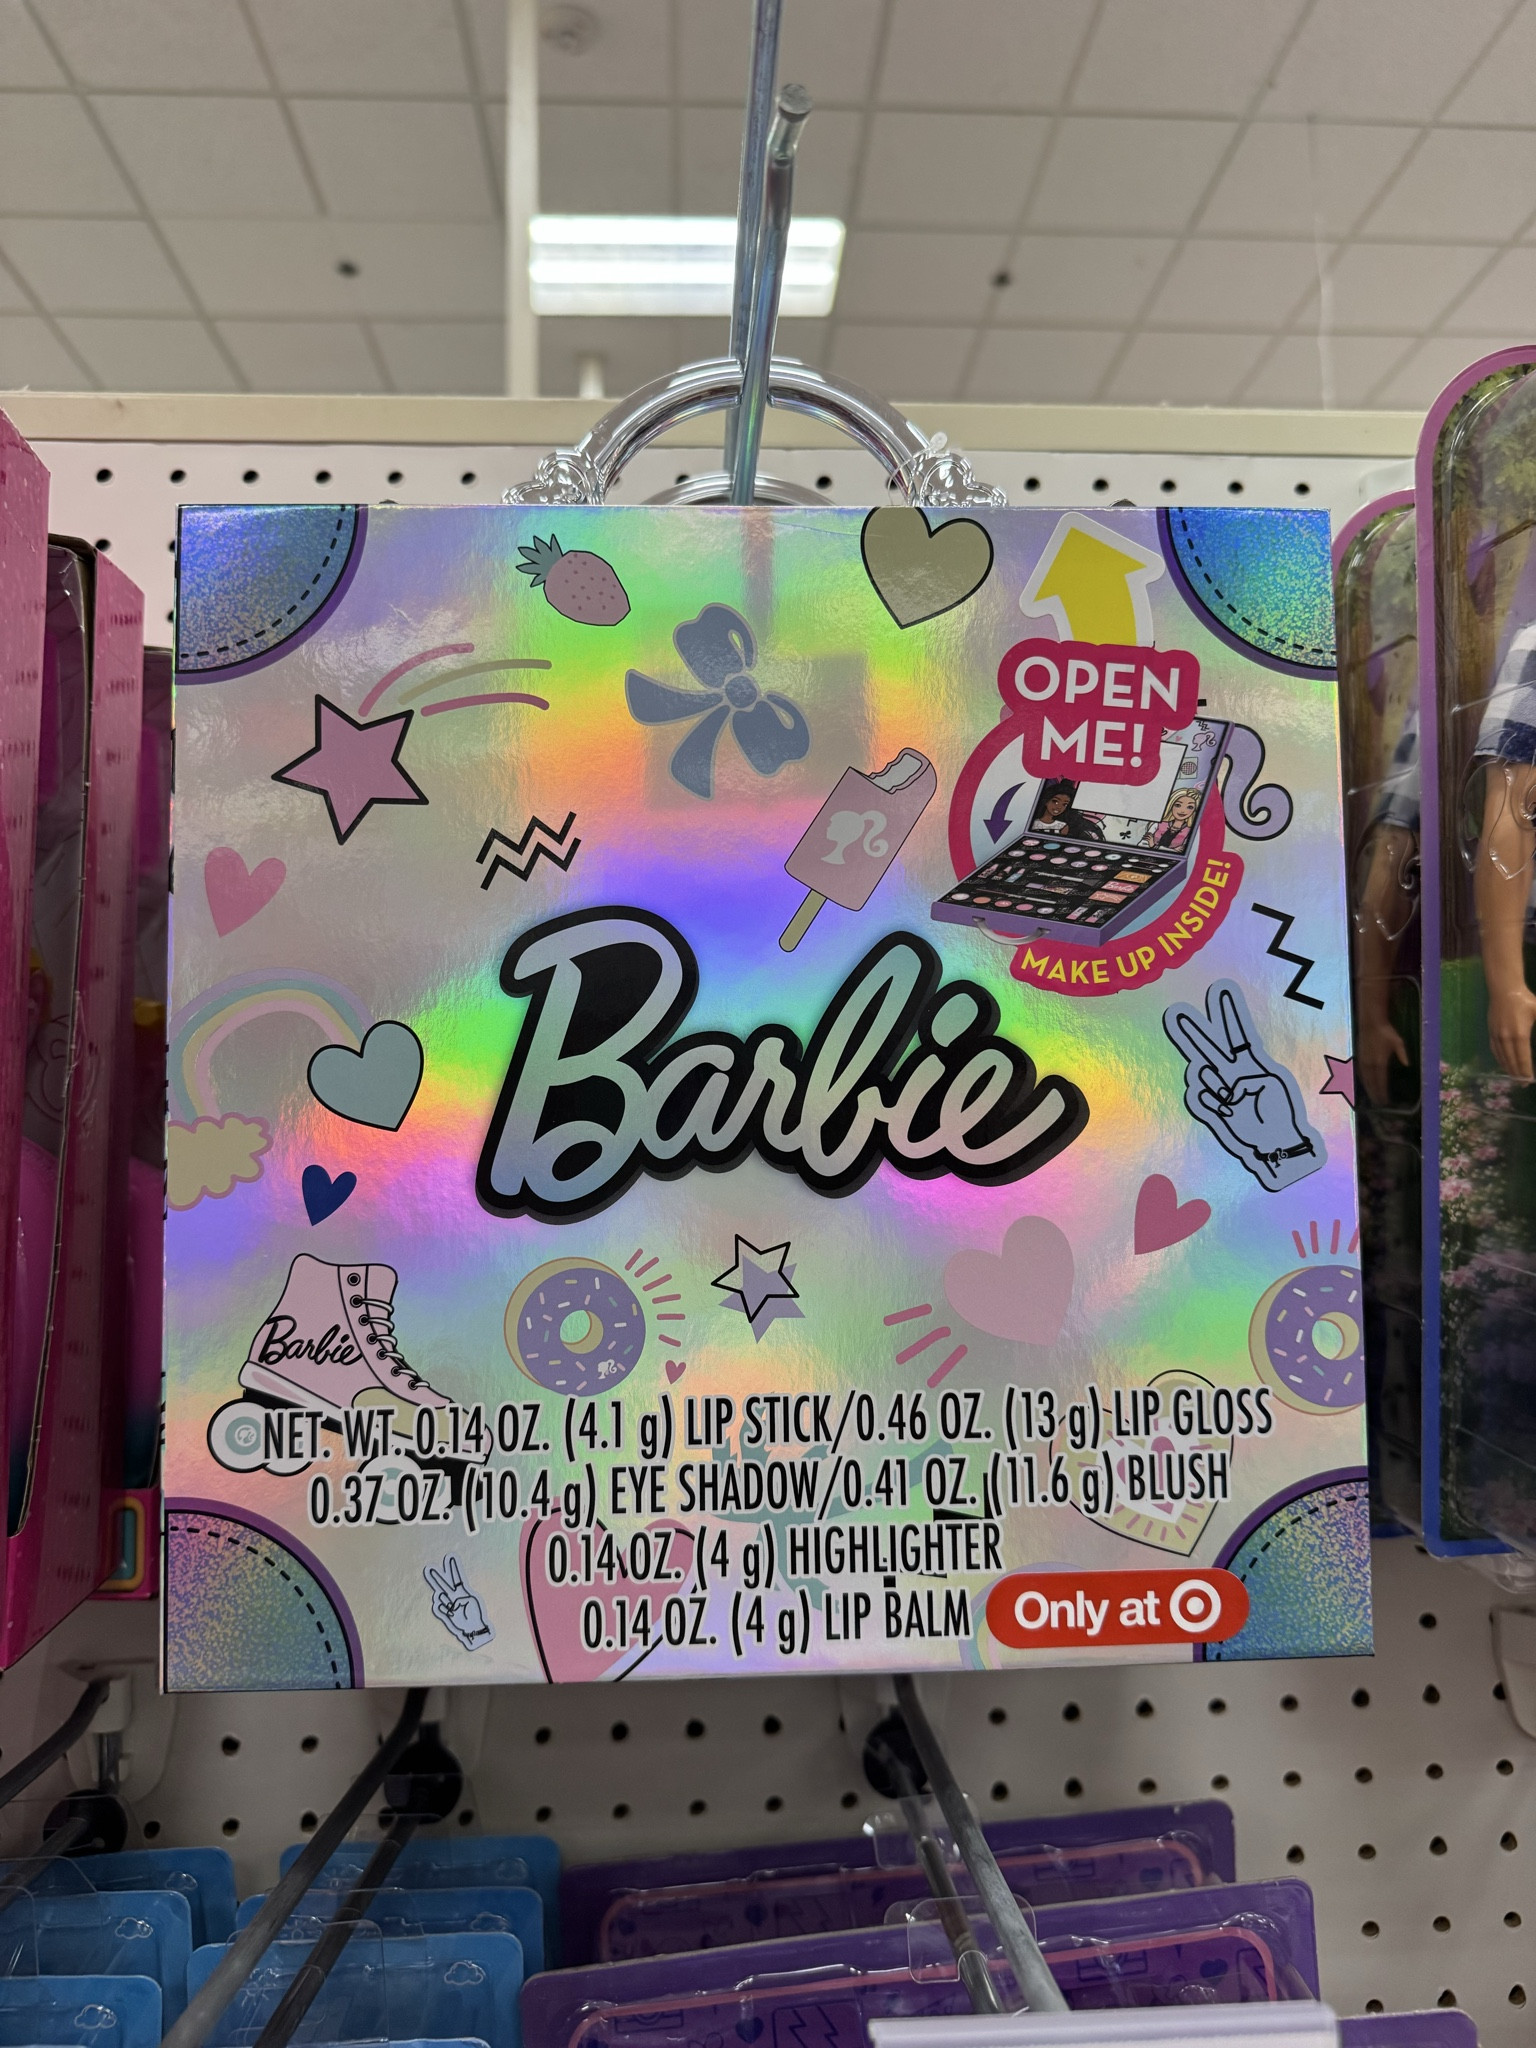 OPEN
ME!
MAKE UP INSIDE!
Barbie
Barbie
NET. WT. 0.14 OZ. (4.1 g) LIP STICK/0.46 OZ. (13 g) LIP GLOSS
0.37 OZ. (10.4 g) EYE SHADOW/0.41 OZ. (11.6 g) BLUSH
0.14 OZ. (4 g) HIGHLIGHTER
0.14 OZ. (4 g) LIP BALM
Only at